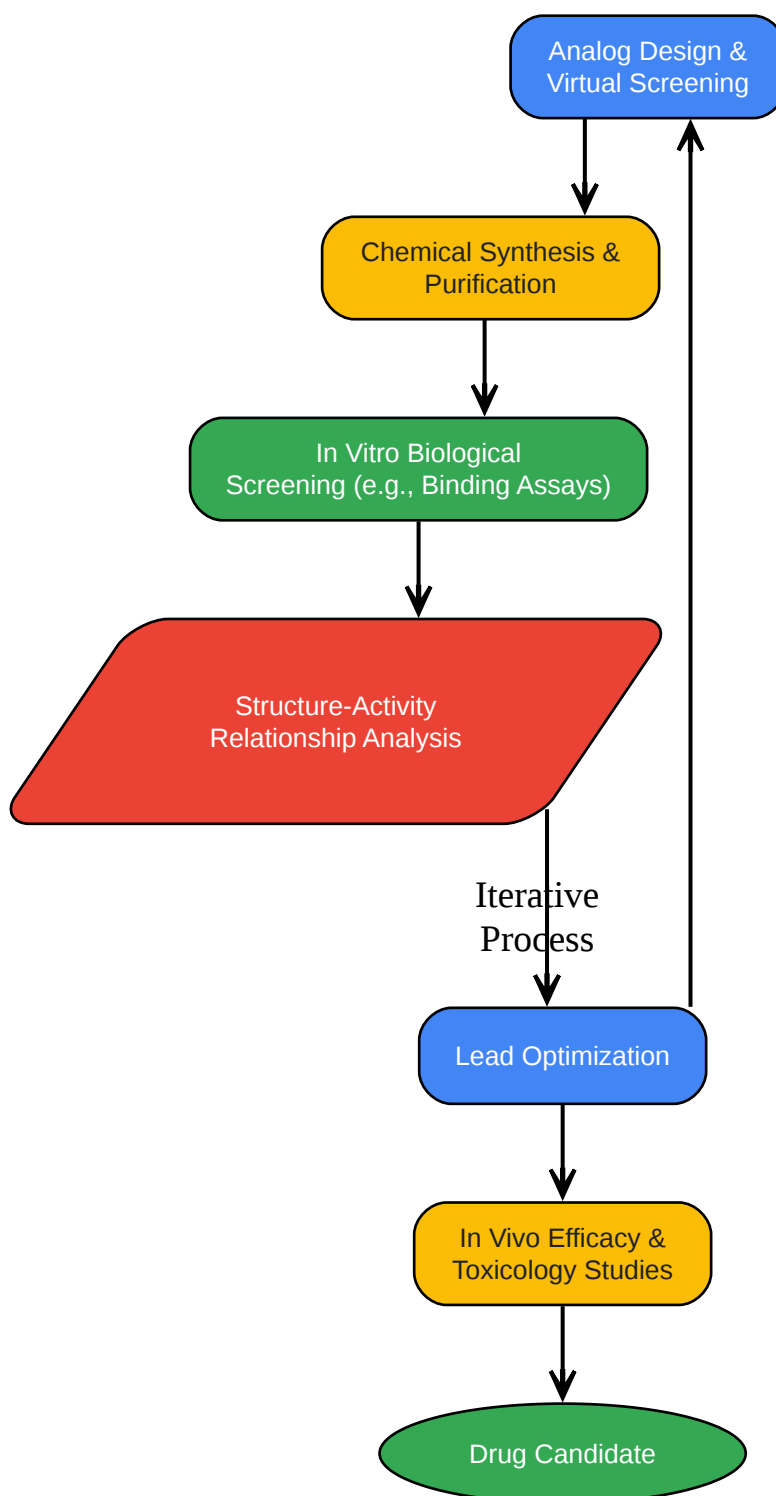 Analog Design &
Virtual Screening
Chemical Synthesis &
Purification
In Vitro Biological
Screening (e.g., Binding Assays)
Structure-Activity
Relationship Analysis
Iterative
Process
Lead Optimization
In Vivo Efficacy &
Toxicology Studies
Drug Candidate